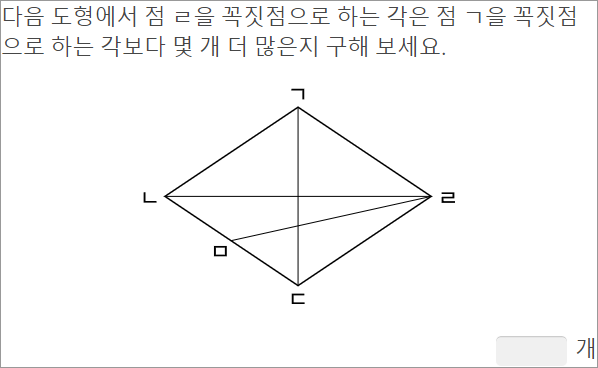 다음 도형에서 점 ㄹ을 꼭짓점으로 하는 각은 점 ㄱ을 꼭짓점
으로 하는 각보다 몇 개 더 많은지 구해 보세요.
ㄱ
ㄴ
ㄹ
ㅁ
ㄷ
개